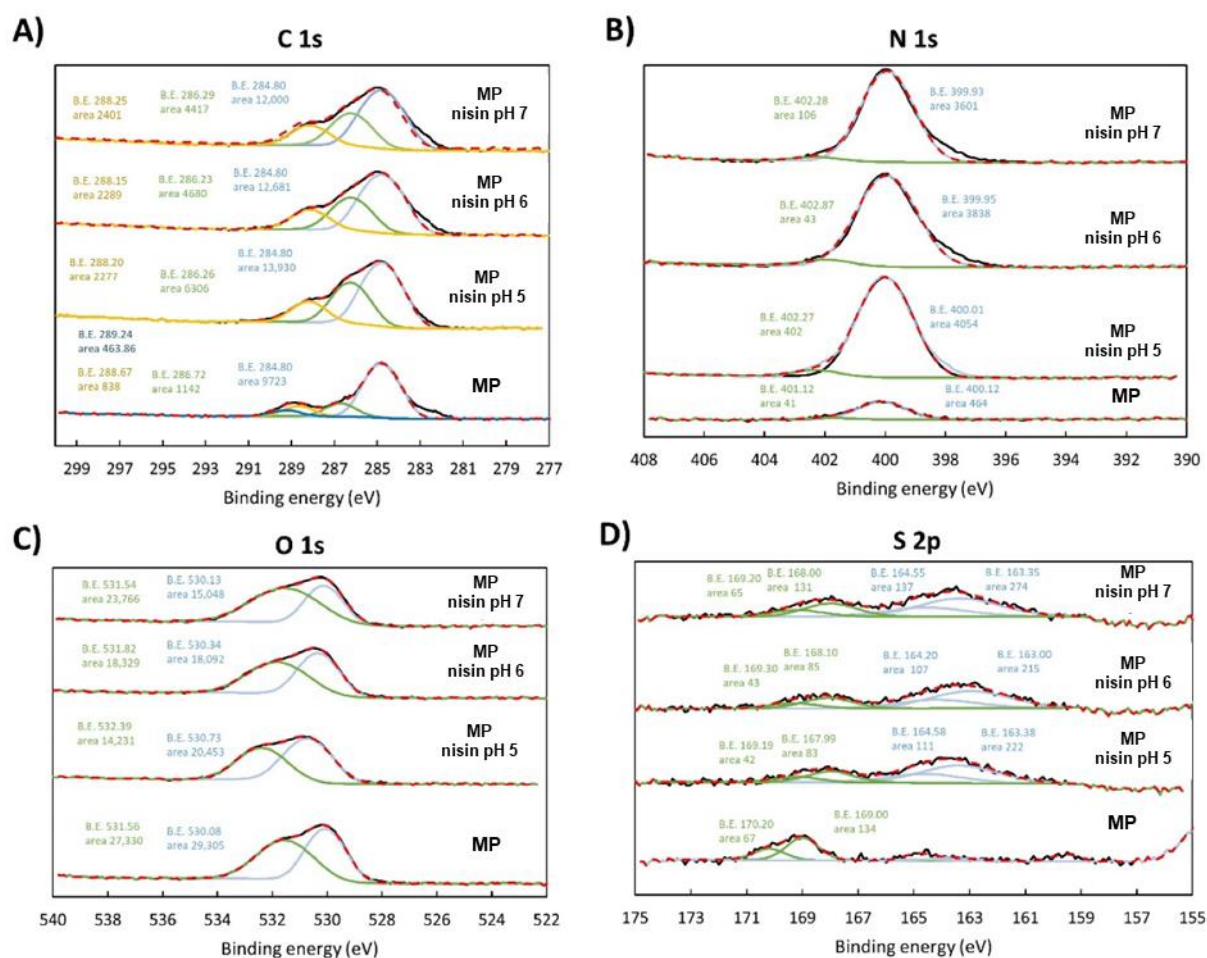 A)
C 1s
B.E. 288.25
area 2401
B.E. 286.29
area 4417
B.E. 284.80
area 12,000
MP
nisin pH 7
B.E. 288.15
area 2289
B.E. 286.23
area 4680
B.E. 284.80
area 12,681
MP
nisin pH 6
B.E. 288.20
area 2277
B.E. 286.26
area 6306
B.E. 284.80
area 13,930
MP
nisin pH 5
B.E. 289.24
area 463.86
B.E. 288.67
area 838
B.E. 286.72
area 1142
B.E. 284.80
area 9723
MP
299 297 295 293 291 289 287 285 283 281 279 277
Binding energy (eV)
B)
N 1s
B.E. 402.28
area 106
B.E. 399.93
area 3601
MP
nisin pH 7
B.E. 402.87
area 43
B.E. 399.95
area 3838
MP
nisin pH 6
B.E. 402.27
area 402
B.E. 400.01
area 4054
MP
nisin pH 5
B.E. 401.12
area 41
B.E. 400.12
area 464
MP
408 406 404 402 400 398 396 394 392 390
Binding energy (eV)
C)
O 1s
B.E. 531.54
area 23,766
B.E. 530.13
area 15,048
MP
nisin pH 7
B.E. 531.82
area 18,329
B.E. 530.34
area 18,092
MP
nisin pH 6
B.E. 532.39
area 14,231
B.E. 530.73
area 20,453
MP
nisin pH 5
B.E. 531.56
area 27,330
B.E. 530.08
area 29,305
MP
540 538 536 534 532 530 528 526 524 522
Binding energy (eV)
D)
S 2p
B.E. 169.20
area 65
B.E. 168.00
area 131
B.E. 164.55
area 137
B.E. 163.35
area 274
MP
nisin pH 7
B.E. 169.30
area 43
B.E. 168.10
area 85
B.E. 164.20
area 107
B.E. 163.00
area 215
MP
nisin pH 6
B.E. 169.19
area 42
B.E. 167.99
area 83
B.E. 164.58
area 111
B.E. 163.38
area 222
MP
nisin pH 5
B.E. 170.20
area 67
B.E. 169.00
area 134
MP
175 173 171 169 167 165 163 161 159 157 155
Binding energy (eV)